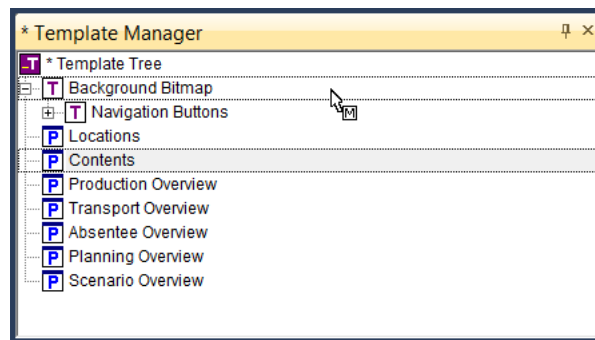 * Template Manager
T * Template Tree
T Background Bitmap
T Navigation Buttons
M
P Locations
P Contents
P Production Overview
P Transport Overview
P Absentee Overview
P Planning Overview
P Scenario Overview